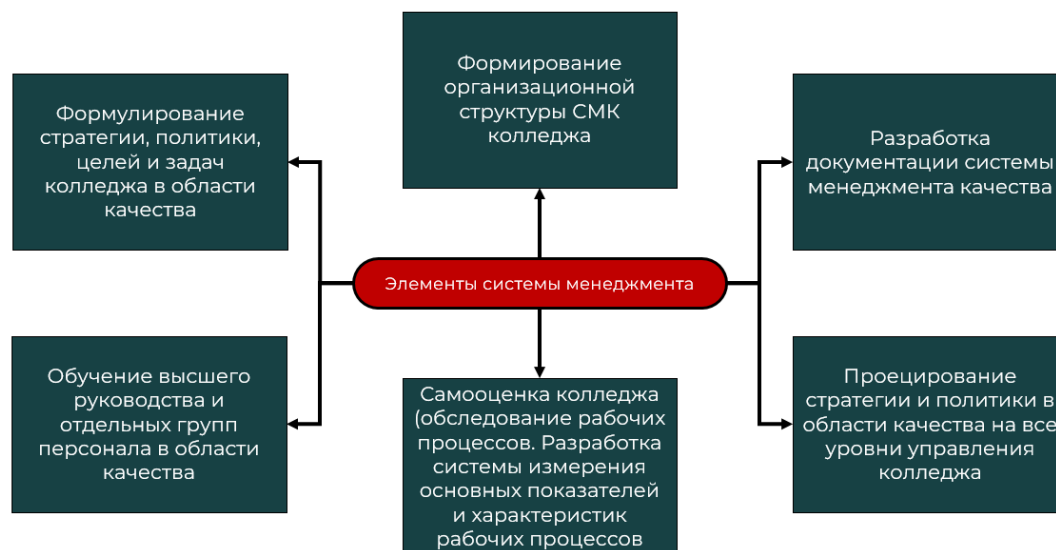 Формулирование
стратегии, политики,
целей и задач
колледжа в области
качества
Формирование
организационной
структуры СМК
колледжа
Разработка
документации системы
менеджмента качества
Элементы системы менеджмента
Обучение высшего
руководства и
отдельных групп
персонала в области
качества
Самооценка колледжа
(обследование рабочих
процессов. Разработка
системы измерения
основных показателей
и характеристик
рабочих процессов
Проецирование
стратегии и политики в
области качества на все
уровни управления
колледжа